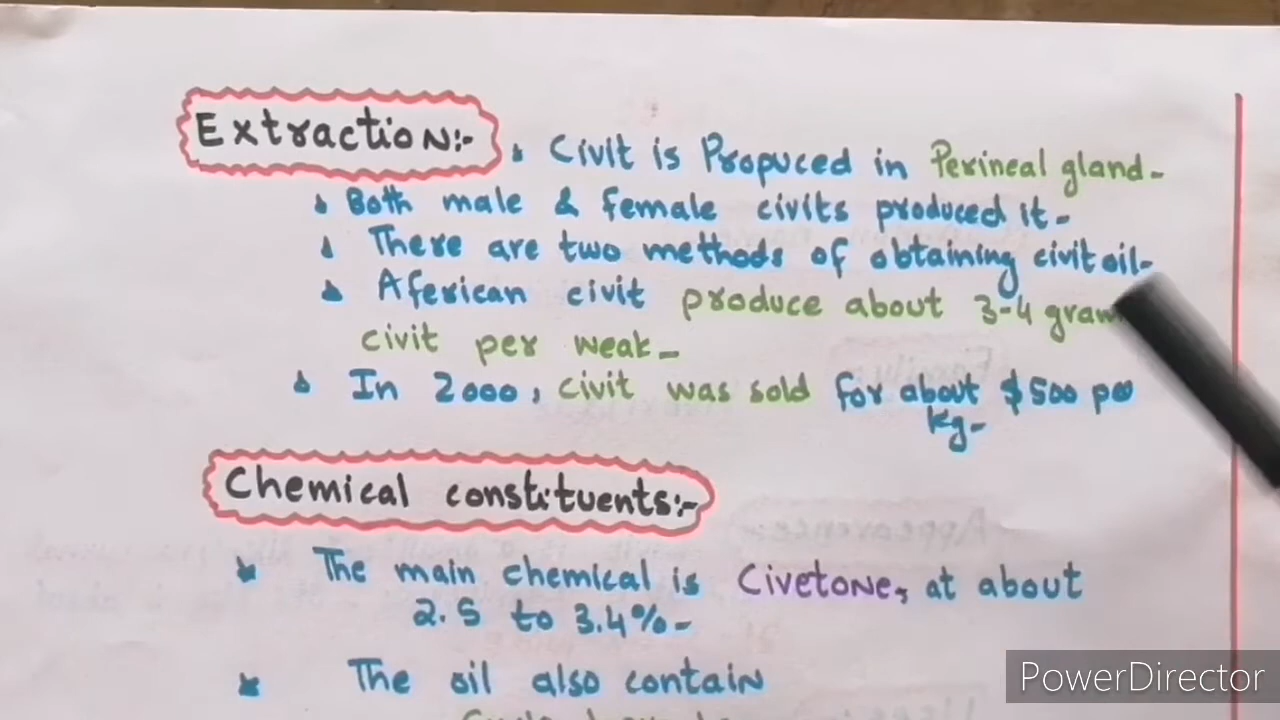 Extraction:-
Civit is Propuced in Perineal gland-
Both male & female civits produced it-
There are two methods of obtaining civit oil-
Aferican civit produce about 3-4 gram
civit per weak-
In 2000, civit was sold for about $500 per
kg-
Chemical constituents:-
The main chemical is Civetone, at about
2.5 to 3.4%-
The oil also contain
PowerDirector